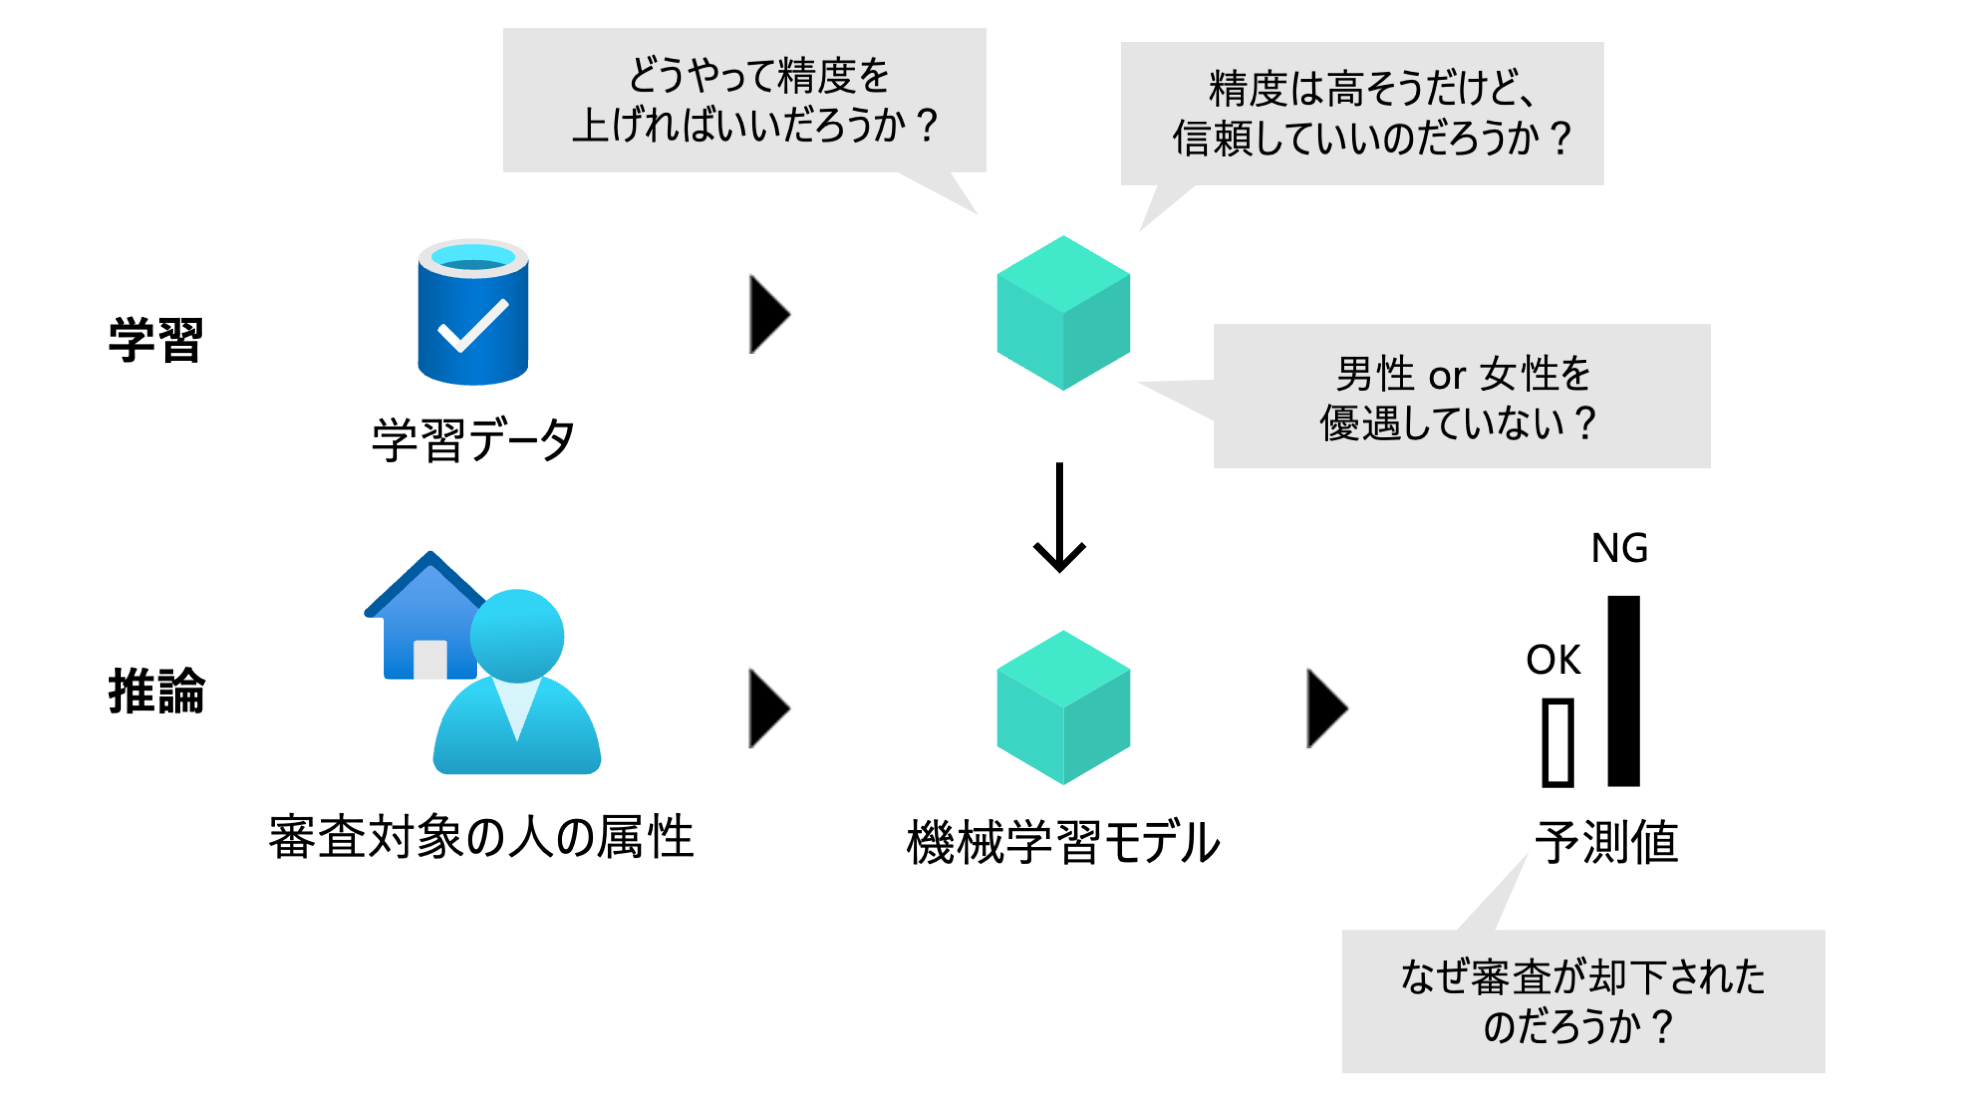 どうやって精度を
上げればいいだろうか？
精度は高そうだけど、
信頼していいのだろうか？
学習
学習データ
男性 or 女性を
優遇していない？
推論
審査対象の人の属性
機械学習モデル
NG
OK
予測値
なぜ審査が却下された
のだろうか？